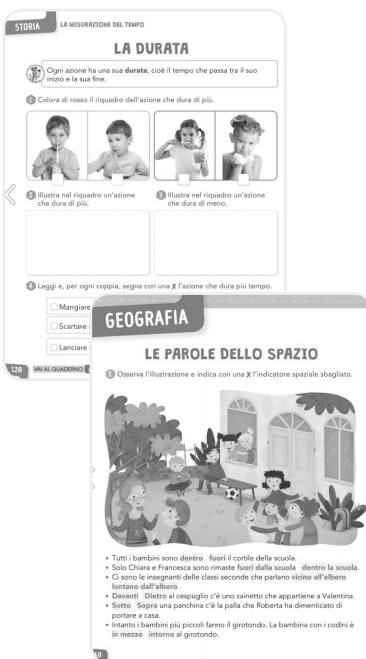 STORIA
LA MISURAZIONE DEL TEMPO
LA DURATA
Ogni azione ha una sua durata, cioè il tempo che passa tra il suo
inizio e la sua fine.
1 Colora di rosso il riquadro dell'azione che dura di più.
2 Illustra nel riquadro un'azione
che dura di più.
3 Illustra nel riquadro un'azione
che dura di meno.
4 Leggi e, per ogni coppia, segna con una X l'azione che dura più tempo.
Mangiare
Scartare
Lanciare
128 VAI AL QUADERNO
GEOGRAFIA
LE PAROLE DELLO SPAZIO
1 Osserva l'illustrazione e indica con una X l'indicatore spaziale sbagliato.
• Tutti i bambini sono dentro fuori il cortile della scuola.
• Solo Chiara e Francesca sono rimaste fuori dalla scuola dentro la scuola.
• Ci sono le insegnanti delle classi seconde che parlano vicino all'albero
lontano dall'albero.
• Davanti Dietro al cespuglio c'è uno zainetto che appartiene a Valentina.
• Sotto Sopra una panchina c'è la palla che Roberta ha dimenticato di
portare a casa.
• Intanto i bambini più piccoli fanno il girotondo. La bambina con i codini è
in mezzo intorno al girotondo.